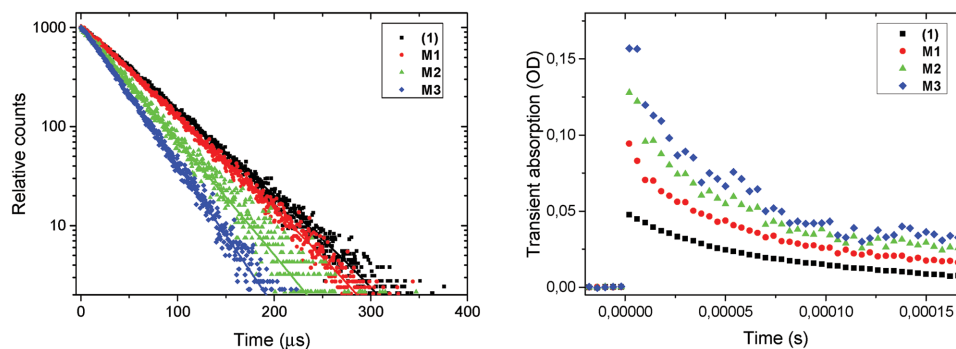 1000
100
10
0
100
200
300
400
Relative counts
Time (μs)
(1)
M1
M2
M3
0,15
0,10
0,05
0,00
0,00000
0,00005
0,00010
0,00015
Transient absorption (OD)
Time (s)
(1)
M1
M2
M3